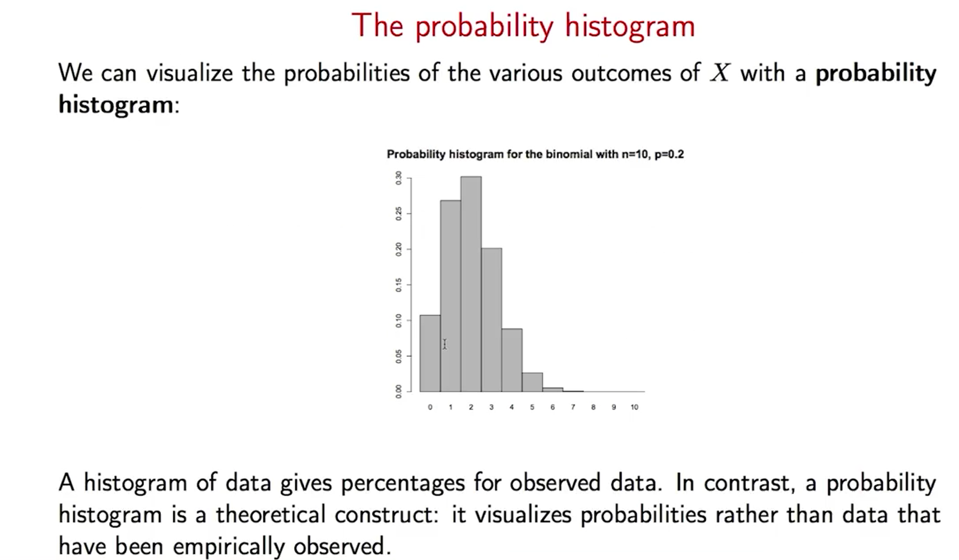 The probability histogram
We can visualize the probabilities of the various outcomes of X with a probability
histogram:
Probability histogram for the binomial with n=10, p=0.2
0.30
0.25
0.20
0.15
0.10
0.05
0.00
0 1 2 3 4 5 6 7 8 9 10
A histogram of data gives percentages for observed data. In contrast, a probability
histogram is a theoretical construct: it visualizes probabilities rather than data that
have been empirically observed.